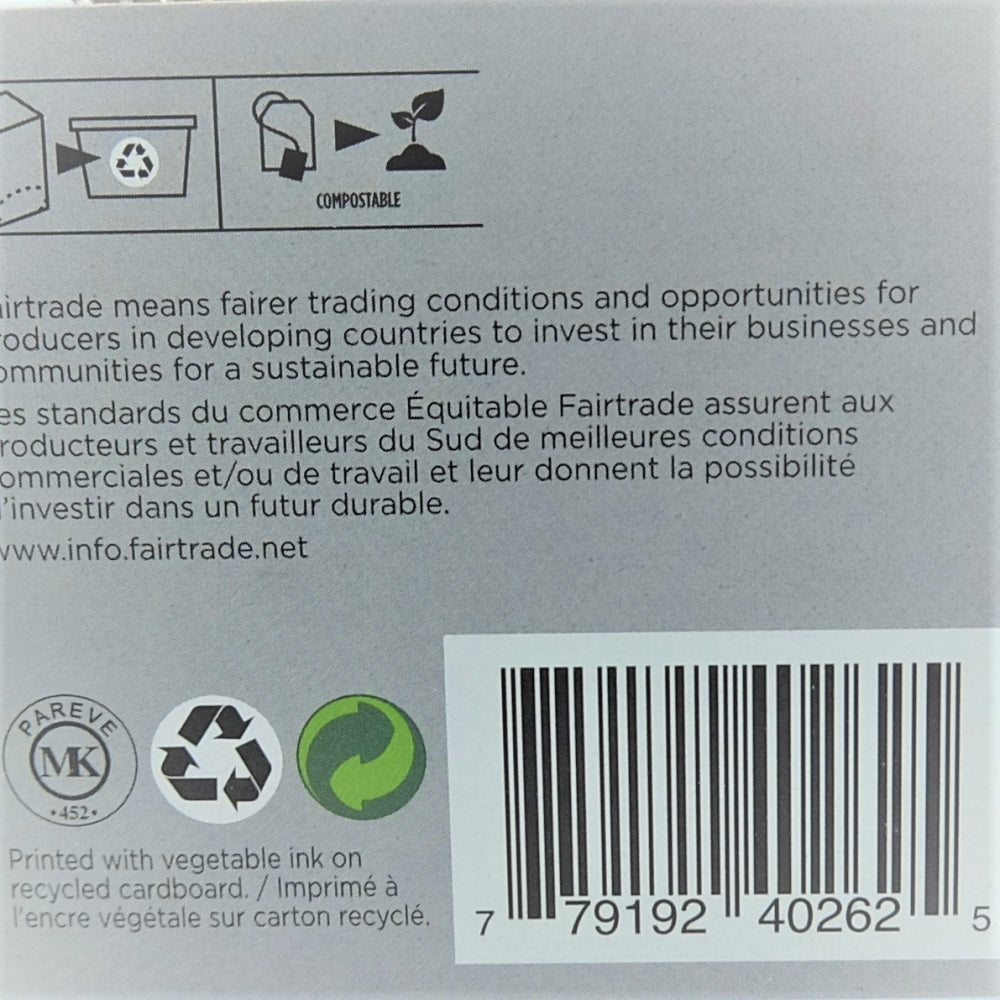 COMPOSTABLE
airtrade means fairer trading conditions and opportunities for
roducers in developing countries to invest in their businesses and
ommunities for a sustainable future.
es standards du commerce Équitable Fairtrade assurent aux
roducteurs et travailleurs du Sud de meilleures conditions
ommerciales et/ou de travail et leur donnent la possibilité
'investir dans un futur durable.
www.info.fairtrade.net
PAREVE
MK
*452*
Printed with vegetable ink on
recycled cardboard. / Imprimé à
l'encre végétale sur carton recyclé.
7 79192 40262 5